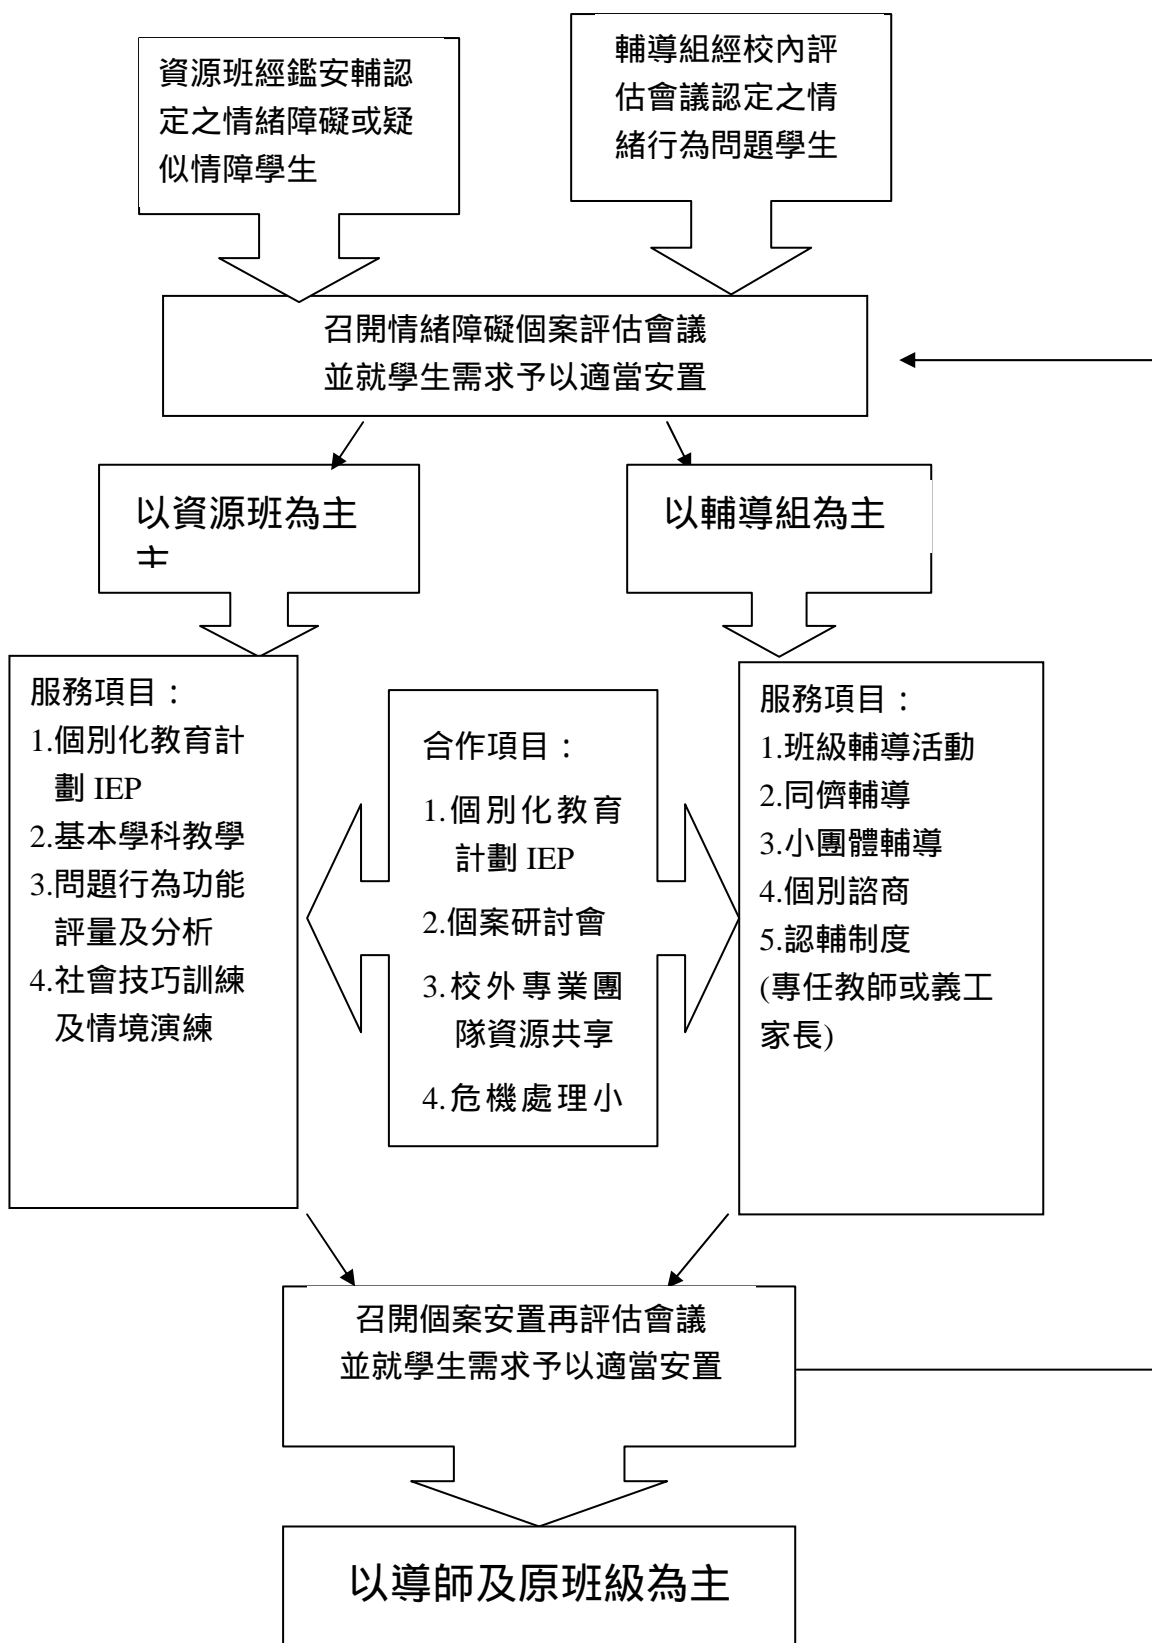 資源班經鑑安輔認
定之情緒障礙或疑
似情障學生
輔導組經校內評
估會議認定之情
緒行為問題學生
召開情緒障礙個案評估會議
並就學生需求予以適當安置
以資源班為主
主
以輔導組為主
服務項目：
1.個別化教育計
劃 IEP
2.基本學科教學
3.問題行為功能
評量及分析
4.社會技巧訓練
及情境演練
合作項目：
1.個別化教育
計劃 IEP
2.個案研討會
3.校外專業團
隊資源共享
4.危機處理小
服務項目：
1.班級輔導活動
2.同儕輔導
3.小團體輔導
4.個別諮商
5.認輔制度
(專任教師或義工
家長)
召開個案安置再評估會議
並就學生需求予以適當安置
以導師及原班級為主